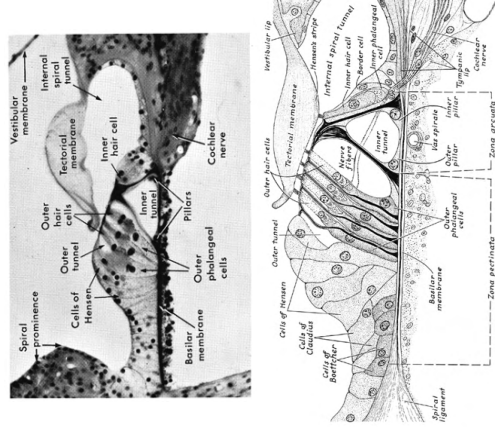 Vestibular
membrane
Internal
spiral
tunnel
Tectorial
membrane
Inner
hair cell
Cochlear
nerve
Outer
hair
cells
Inner
tunnel
Pillars
Outer
tunnel
Outer
phalangeal
cells
Cells of
Hensen
Basilar
membrane
Spiral
prominence
Vestibular lip
Hensen's stripe
Internal spiral tunnel
Inner hair cell
Border cell
Inner phalangeal
cell
Tympanic
lip
Cochlear
nerve
Outer hair cells
Tectorial membrane
Nerve
fibers
Inner
tunnel
Inner
pillar
Vas spirale
Outer
pillar
Zona arcuata
Outer tunnel
Outer
phalangeal
cells
Cells of Hensen
Basilar
membrane
Zona pectinata
Cells of
Claudius
Cells of
Boettcher
Spiral
ligament